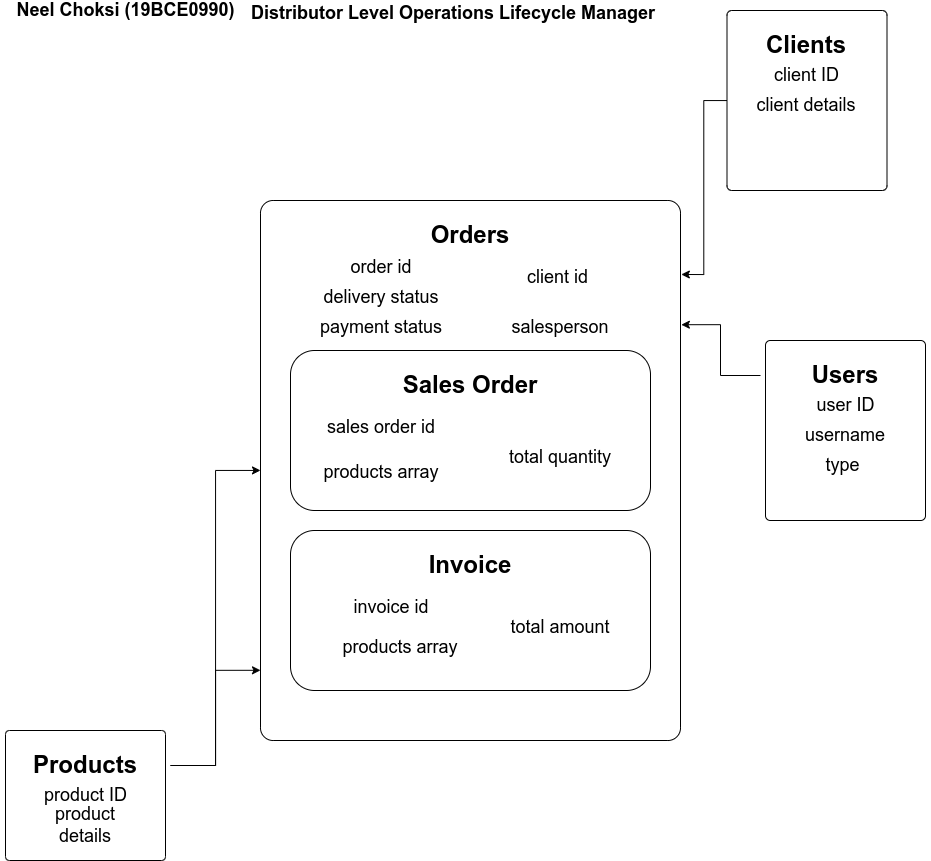 Neel Choksi (19BCE0990) Distributor Level Operations Lifecycle Manager
Clients
client ID
client details
Orders
order id
delivery status
payment status
client id
salesperson
Sales Order
sales order id
products array
total quantity
Invoice
invoice id
products array
total amount
Users
user ID
username
type
Products
product ID
product
details